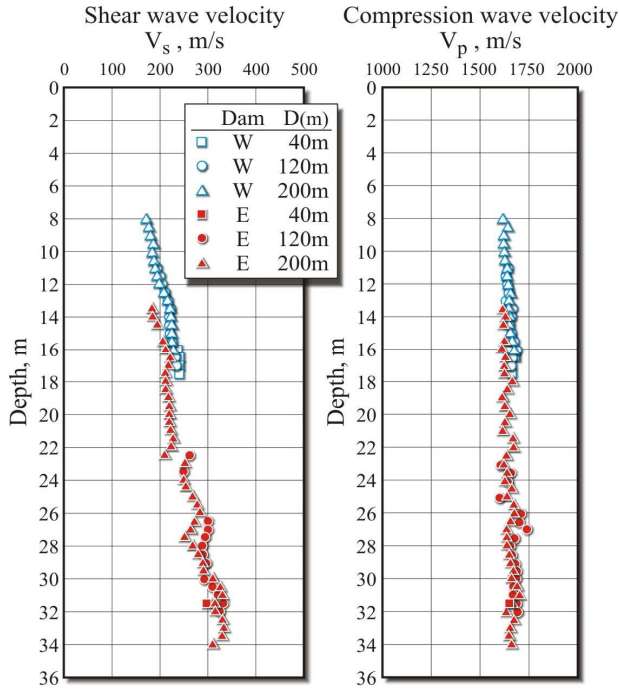 Shear wave velocity
Vs , m/s
0 100 200 300 400 500
Compression wave velocity
Vp , m/s
1000 1250 1500 1750 2000
Depth, m
0
2
4
6
8
10
12
14
16
18
20
22
24
26
28
30
32
34
36
Dam D(m)
W 40m
W 120m
W 200m
E 40m
E 120m
E 200m
Depth, m
0
2
4
6
8
10
12
14
16
18
20
22
24
26
28
30
32
34
36